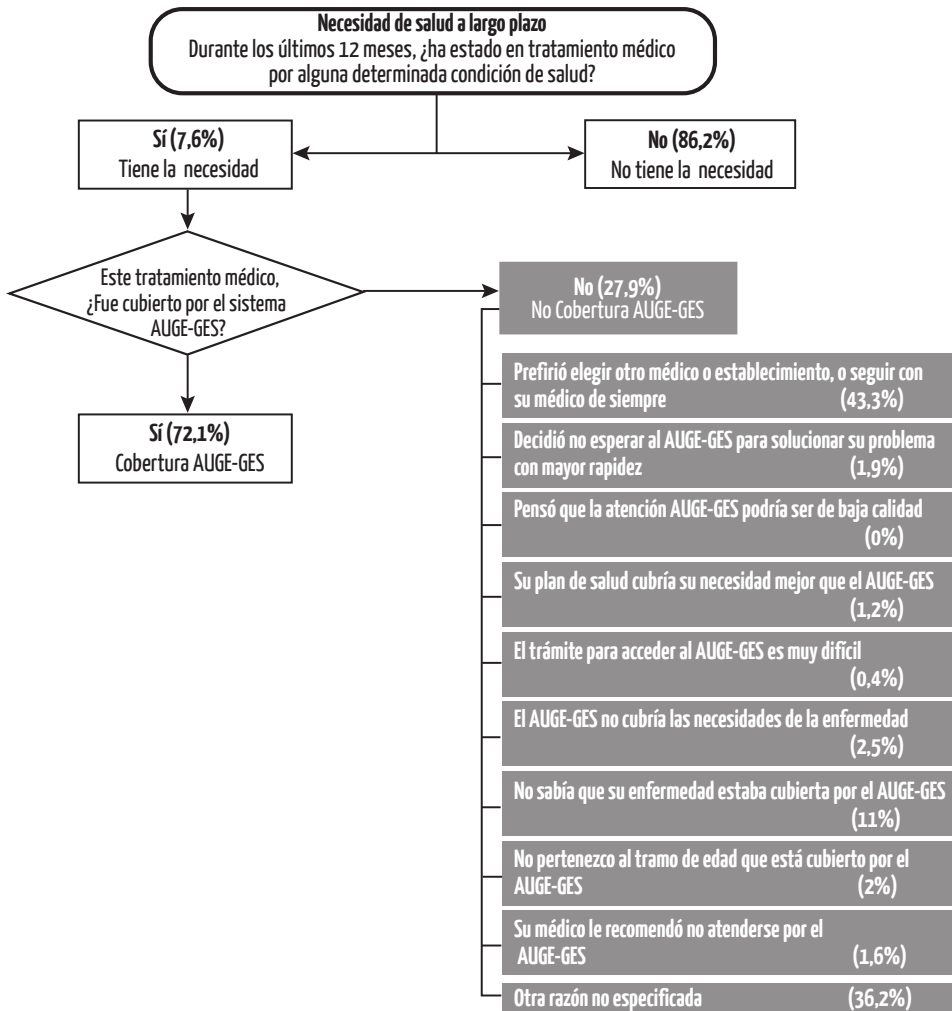 Necesidad de salud a largo plazo
Durante los últimos 12 meses, ¿ha estado en tratamiento médico
por alguna determinada condición de salud?
Sí (7,6%)
Tiene la necesidad
No (86,2%)
No tiene la necesidad
Este tratamiento médico,
¿Fue cubierto por el sistema
AUGE-GES?
No (27,9%)
No Cobertura AUGE-GES
Sí (72,1%)
Cobertura AUGE-GES
Prefirió elegir otro médico o establecimiento, o seguir con
su médico de siempre (43,3%)
Decidió no esperar al AUGE-GES para solucionar su problema
con mayor rapidez (1,9%)
Pensó que la atención AUGE-GES podría ser de baja calidad
(0%)
Su plan de salud cubría su necesidad mejor que el AUGE-GES
(1,2%)
El trámite para acceder al AUGE-GES es muy difícil
(0,4%)
El AUGE-GES no cubría las necesidades de la enfermedad
(2,5%)
No sabía que su enfermedad estaba cubierta por el AUGE-GES
(11%)
No pertenezco al tramo de edad que está cubierto por el
AUGE-GES (2%)
Su médico le recomendó no atenderse por el
AUGE-GES (1,6%)
Otra razón no especificada (36,2%)